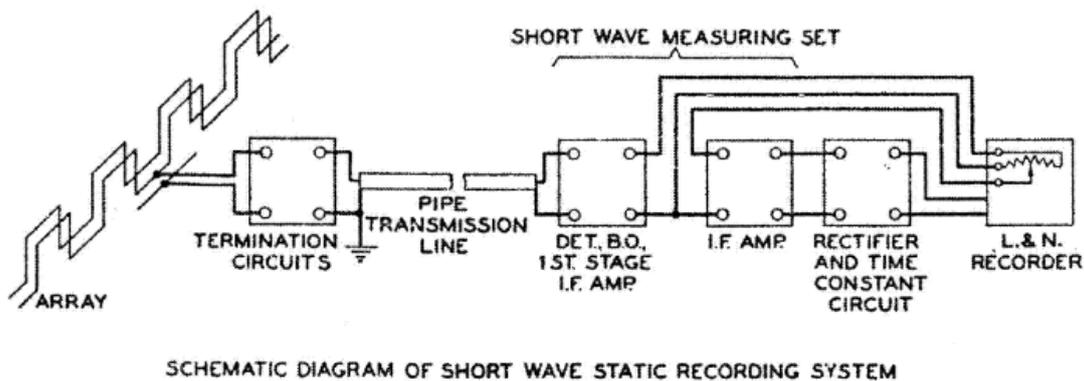 SHORT WAVE MEASURING SET
ARRAY
TERMINATION
CIRCUITS
PIPE
TRANSMISSION
LINE
DET., B.O.,
1ST. STAGE
I.F. AMP.
I.F. AMP.
RECTIFIER
AND TIME
CONSTANT
CIRCUIT
L. & N.
RECORDER
SCHEMATIC DIAGRAM OF SHORT WAVE STATIC RECORDING SYSTEM